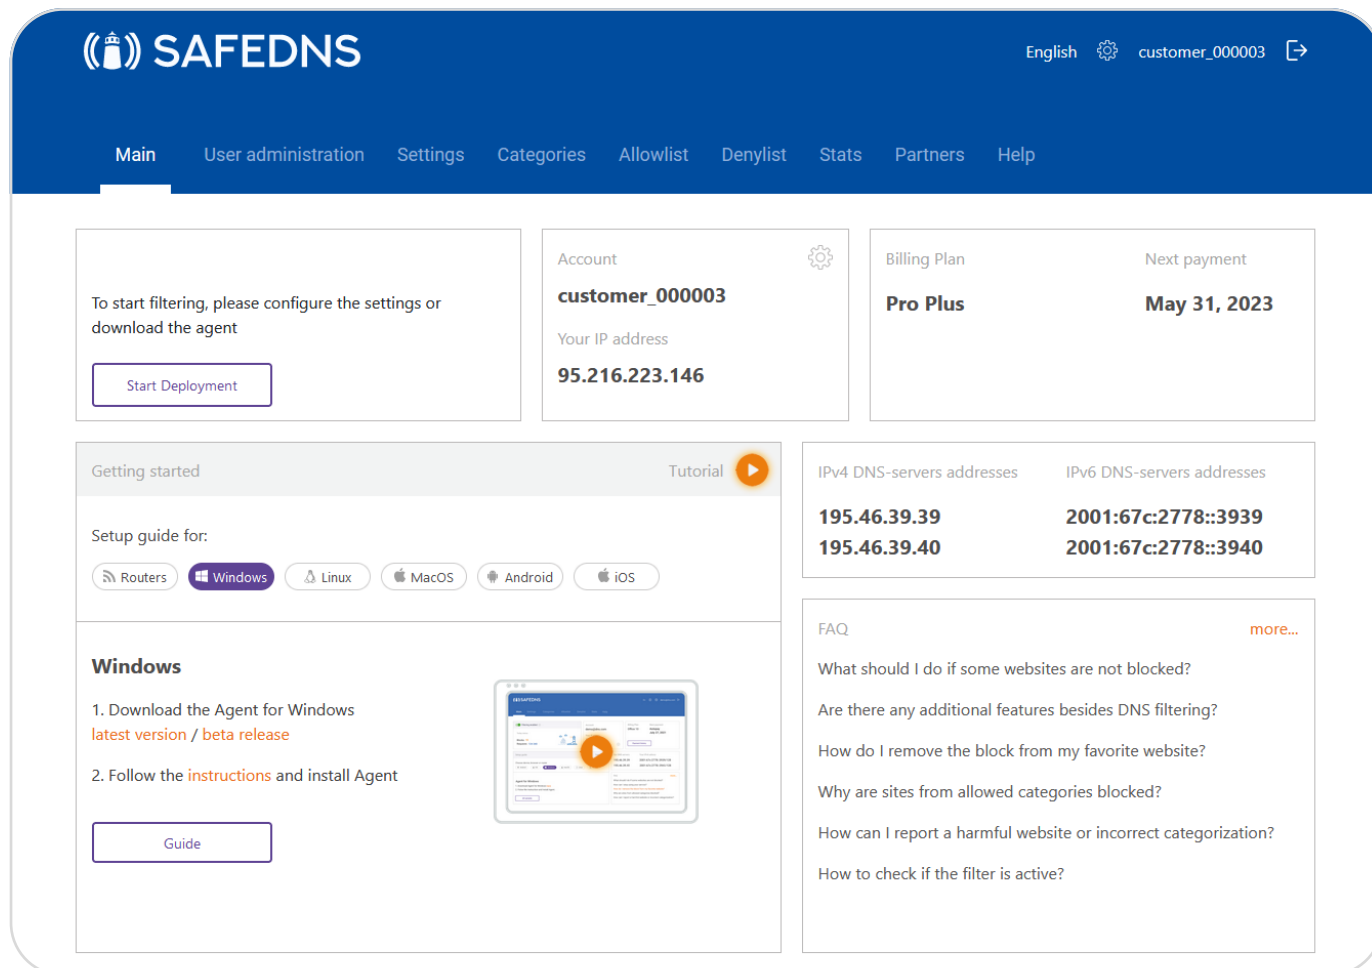 SAFEDNS
English customer_000003
Main User administration Settings Categories Allowlist Denylist Stats Partners Help
To start filtering, please configure the settings or
download the agent
Start Deployment
Account
customer_000003
Your IP address
95.216.223.146
Billing Plan Next payment
Pro Plus May 31, 2023
Getting started Tutorial
Setup guide for:
Routers Windows Linux MacOS Android iOS
Windows
1. Download the Agent for Windows
latest version / beta release
2. Follow the instructions and install Agent
Guide
IPv4 DNS-servers addresses IPv6 DNS-servers addresses
195.46.39.39 2001:67c:2778::3939
195.46.39.40 2001:67c:2778::3940
FAQ more...
What should I do if some websites are not blocked?
Are there any additional features besides DNS filtering?
How do I remove the block from my favorite website?
Why are sites from allowed categories blocked?
How can I report a harmful website or incorrect categorization?
How to check if the filter is active?